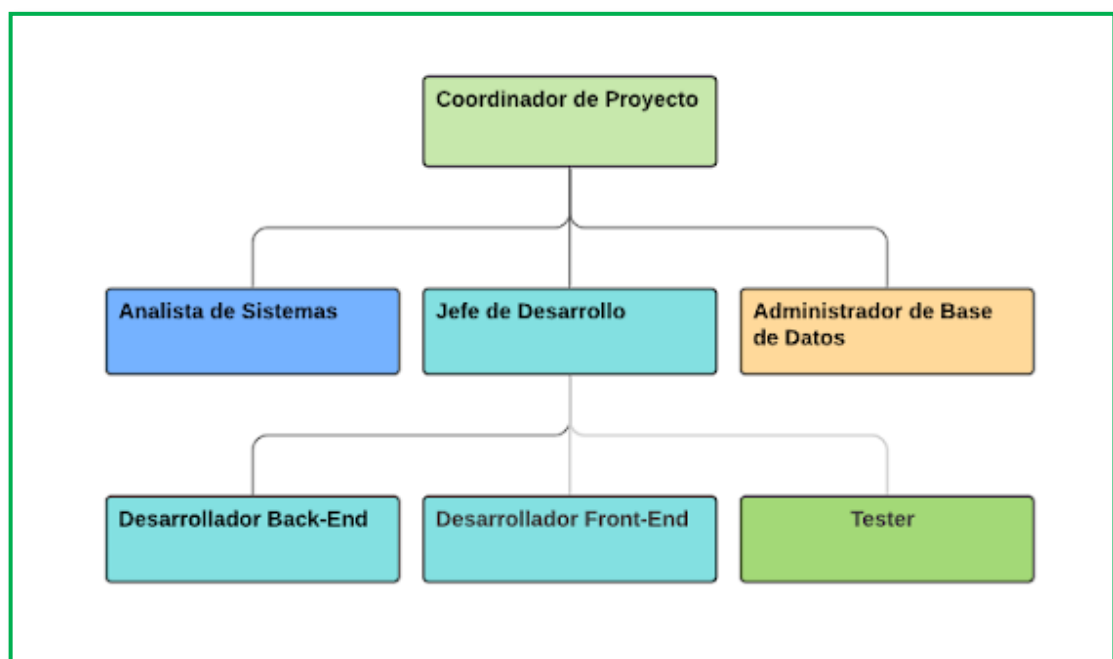 Coordinador de Proyecto
Analista de Sistemas
Jefe de Desarrollo
Administrador de Base
de Datos
Desarrollador Back-End
Desarrollador Front-End
Tester